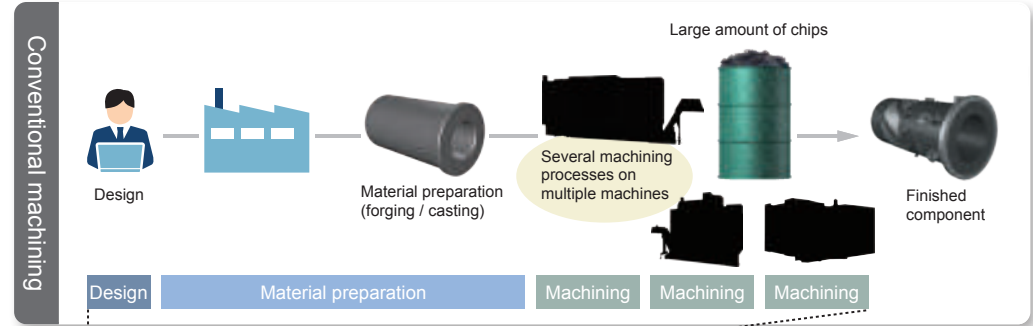 Conventional machining
Large amount of chips
Design
Material preparation
(forging / casting)
Several machining
processes on
multiple machines
Finished
component
Design
Material preparation
Machining
Machining
Machining